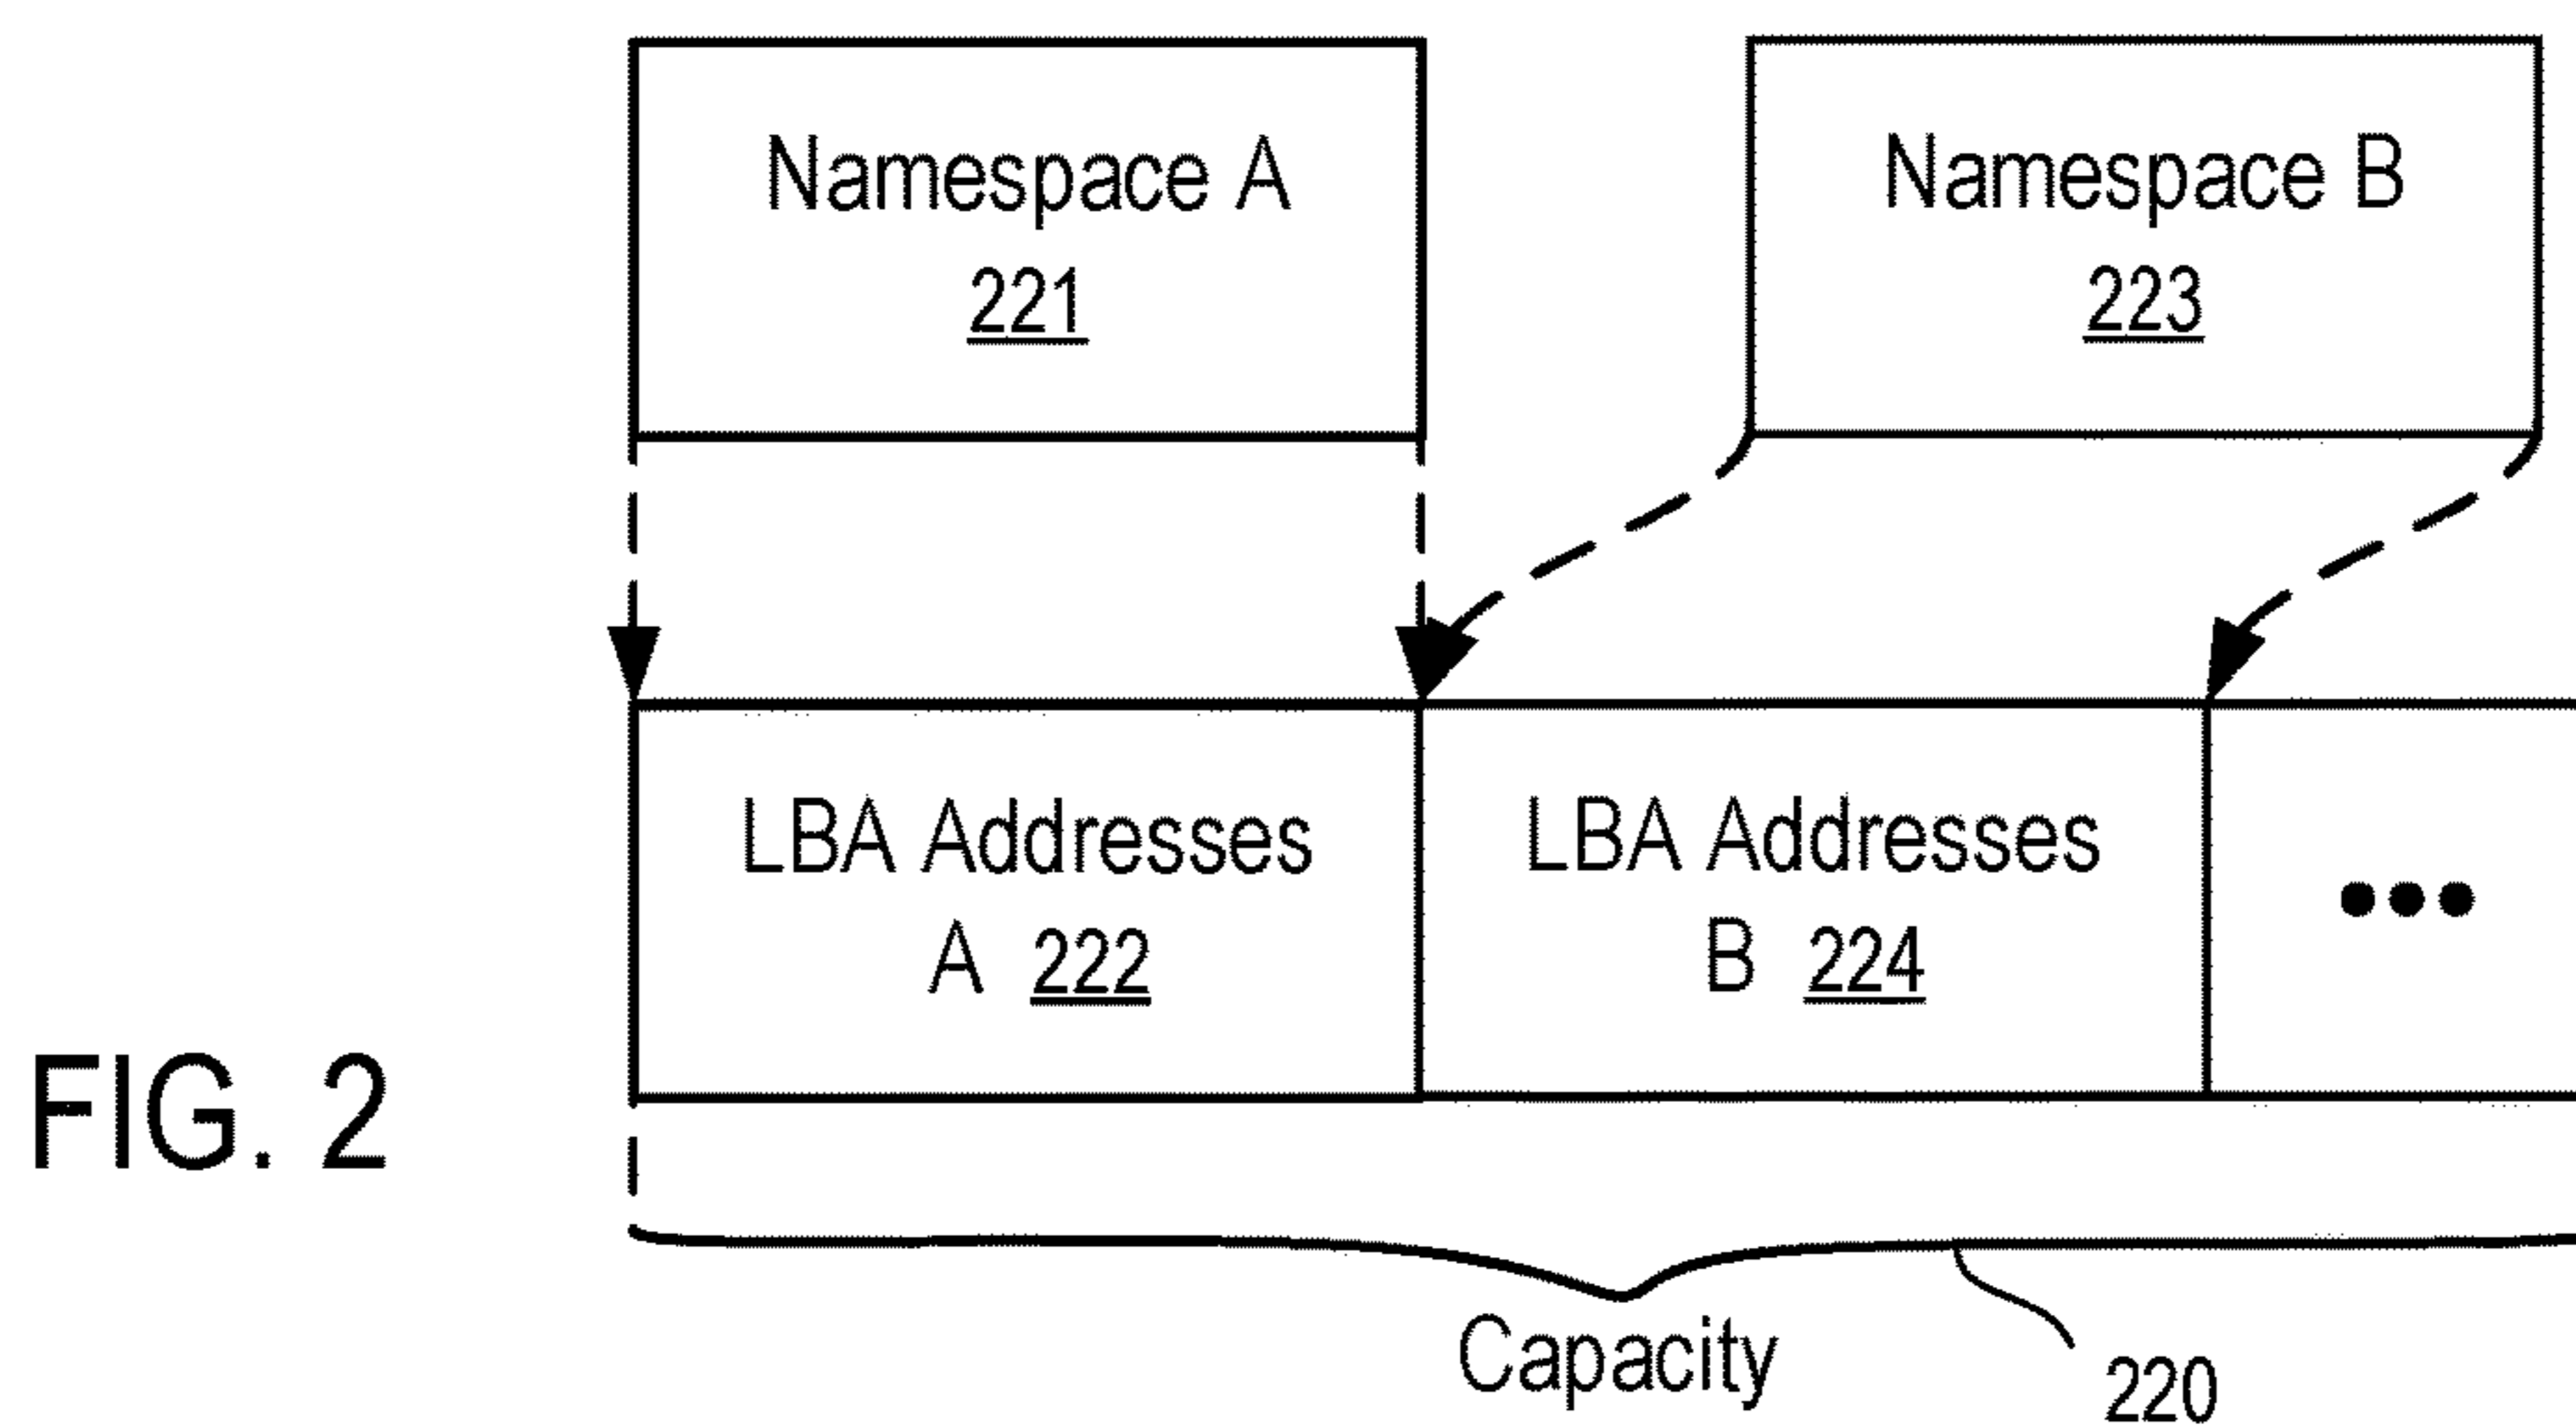 Namespace A
221
Namespace B
223
LBA Addresses
A 222
LBA Addresses
B 224
•••
FIG. 2
Capacity
220